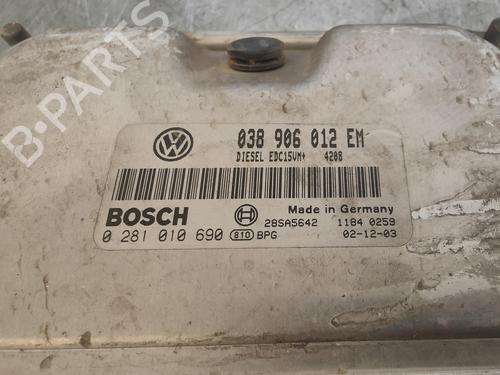 038 906 012 EM
DIESEL EDC15VM+ 4208
BOSCH
Made in Germany
28SA5642 1184 0259
0 281 010 690 810 BPG 02-12-03
B-PARTS